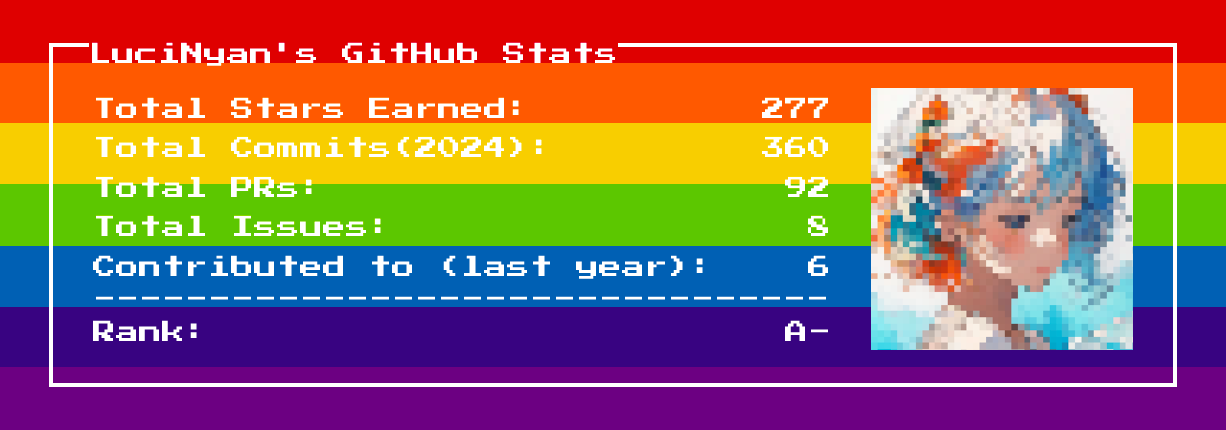 LuciNyan's GitHub Stats
Total Stars Earned: 277
Total Commits(2024): 360
Total PRs: 92
Total Issues: 8
Contributed to (last year): 6
--------------------------------
Rank: A-